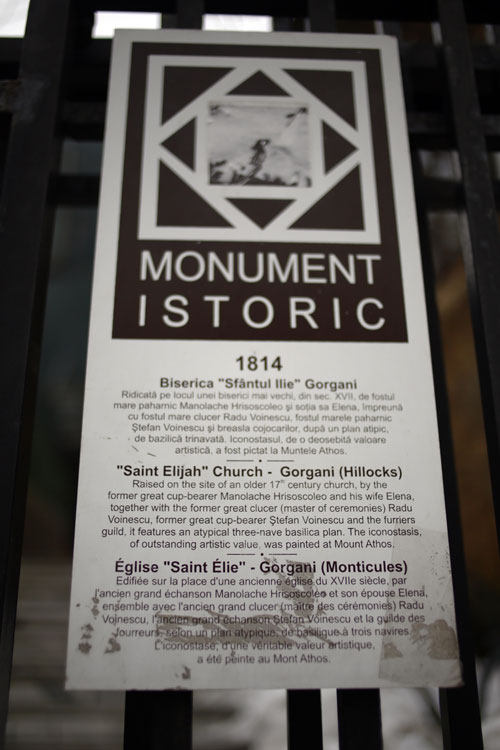 MONUMENT
ISTORIC
1814
Biserica "Sfântul Ilie" Gorgani
Ridicată pe locul unei biserici mai vechi, din sec. XVII, de fostul
mare paharnic Manolache Hrisoscoleo şi soţia sa Elena, împreună
cu fostul mare clucer Radu Voinescu, fostul marele paharnic
Ştefan Voinescu şi breasla cojocarilor, după un plan atipic,
de bazilică trinavată. Iconostasul, de o deosebită valoare
artistică, a fost pictat la Muntele Athos.
"Saint Elijah" Church - Gorgani (Hillocks)
Raised on the site of an older 17th century church, by the
former great cup-bearer Manolache Hrisoscoleo and his wife Elena,
together with the former great clucer (master of ceremonies) Radu
Voinescu, former great cup-bearer Ştefan Voinescu and the furriers
guild, it features an atypical three-nave basilica plan. The iconostasis,
of outstanding artistic value, was painted at Mount Athos.
Église "Saint Élie" - Gorgani (Monticules)
Edifiée sur la place d'une ancienne église du XVIIe siècle, par
l'ancien grand échanson Manolache Hrisoscoleo et son épouse Elena,
ensemble avec l'ancien grand clucer (maître des cérémonies) Radu
Voinescu, l'ancien grand échanson Ştefan Voinescu et la guilde des
fourreurs, selon un plan atypique, de basilique à trois navires.
L'iconostase, d'une véritable valeur artistique,
a été peinte au Mont Athos.